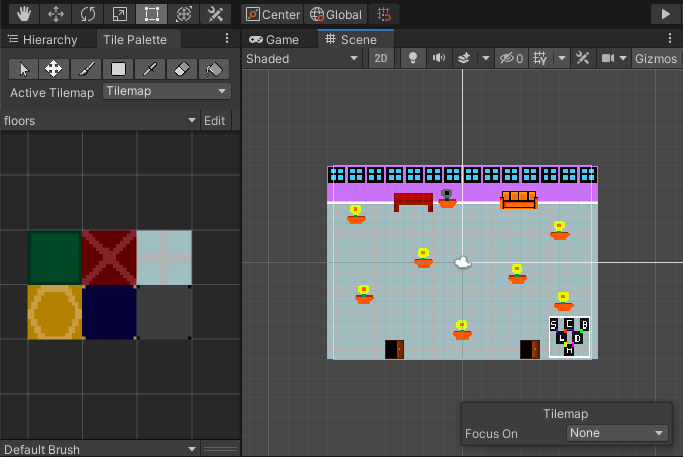 Center
Global
Hierarchy
Tile Palette
Game
Scene
Shaded
2D
0
Gizmos
Active Tilemap
Tilemap
floors
Edit
S C B
L D
M
Tilemap
Focus On
None
Default Brush